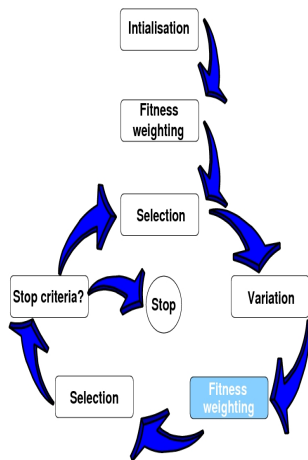 Intialisation
Fitness
weighting
Selection
Stop criteria?
Stop
Variation
Selection
Fitness
weighting